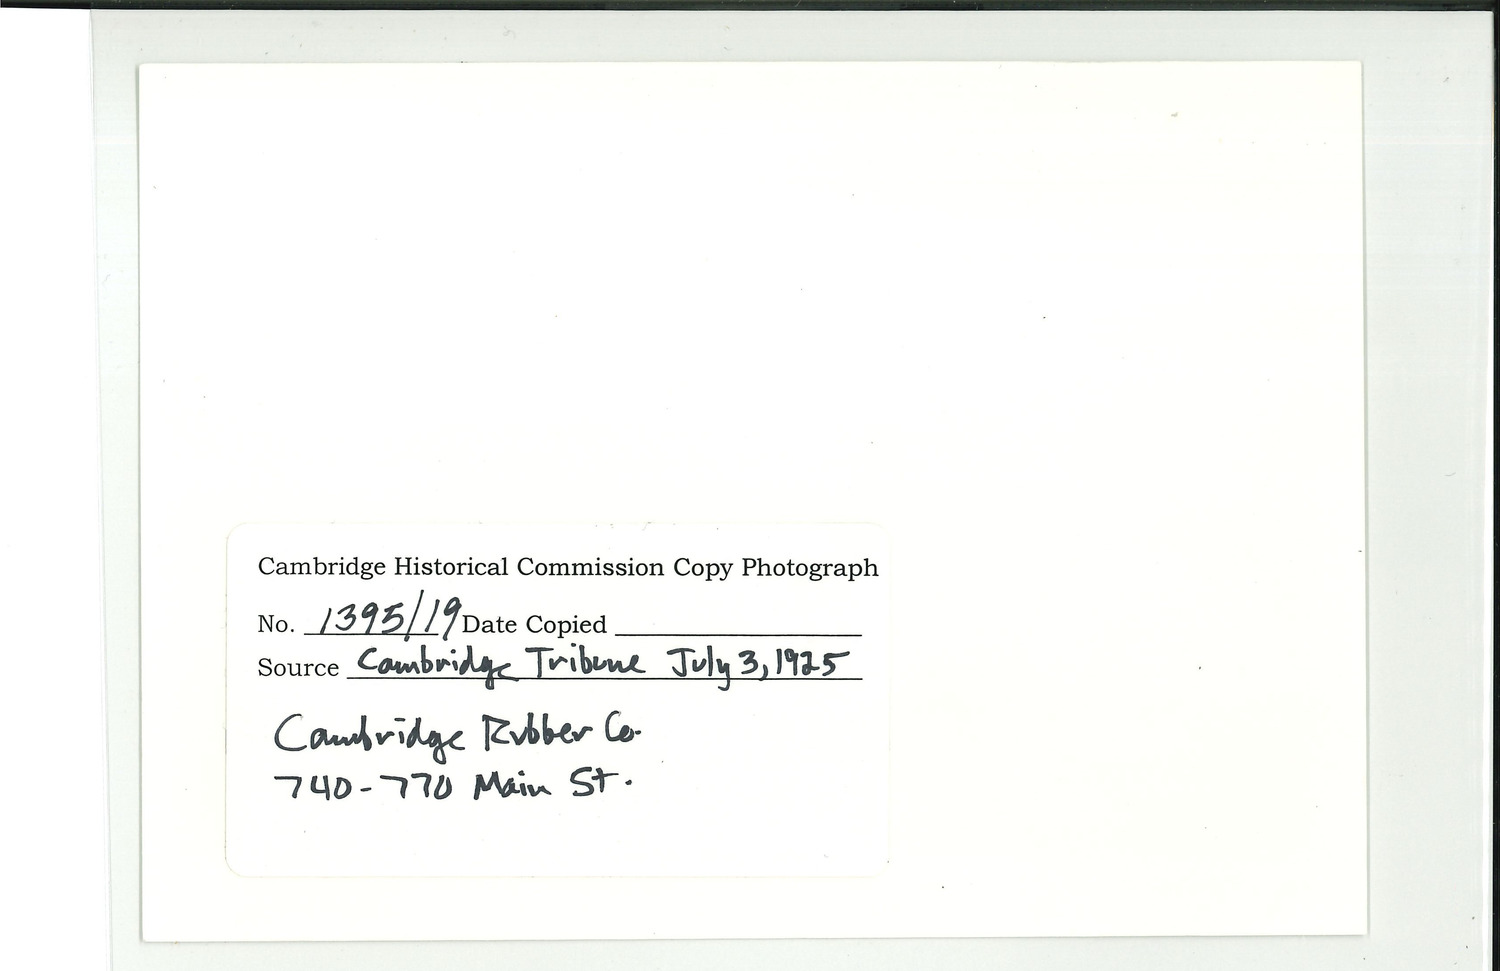 Cambridge Historical Commission Copy Photograph
No. 1395/19 Date Copied
Source Cambridge Tribune July 3, 1925
Cambridge Rubber Co.
740-770 Main St.